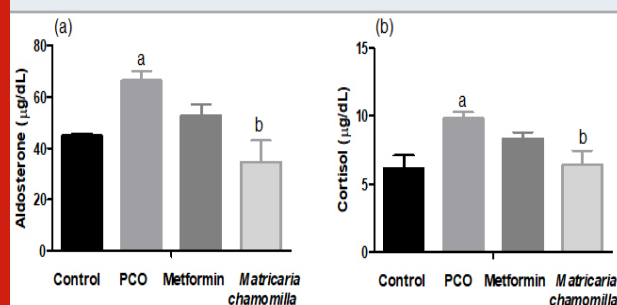 (a)
Aldosterone (µg/dL)
80
60
40
20
0
a
b
Control PCO Metformin Matricaria
chamomilla
(b)
Cortisol (µg/dL)
15
10
5
0
a
b
Control PCO Metformin Matricaria
chamomilla